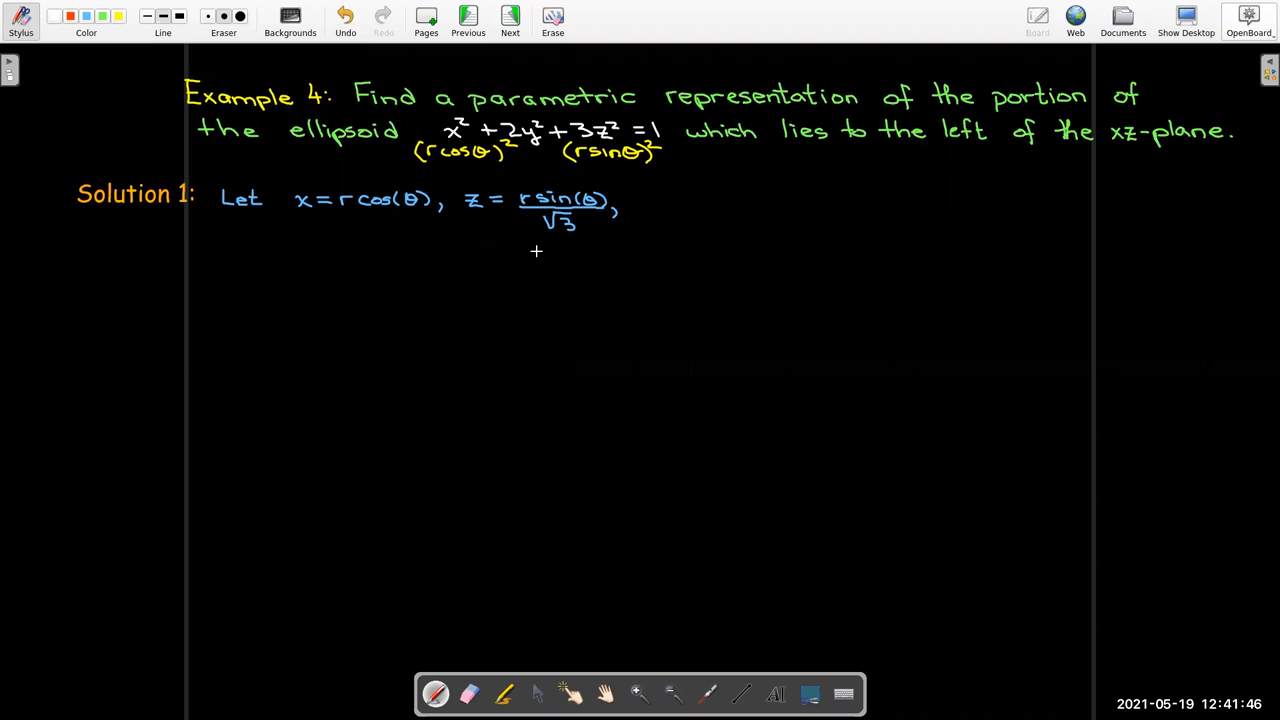 Stylus Color Line Eraser Backgrounds Undo Redo Pages Previous Next Erase Board Web Documents Show Desktop OpenBoard
Example 4: Find a parametric representation of the portion of
the ellipsoid x² + 2y² + 3z² = 1 which lies to the left of the xz-plane.
(r cosθ)² (r sinθ)²
Solution 1: Let x = r cos(θ), z = r sin(θ)/√3,
2021-05-19 12:41:46